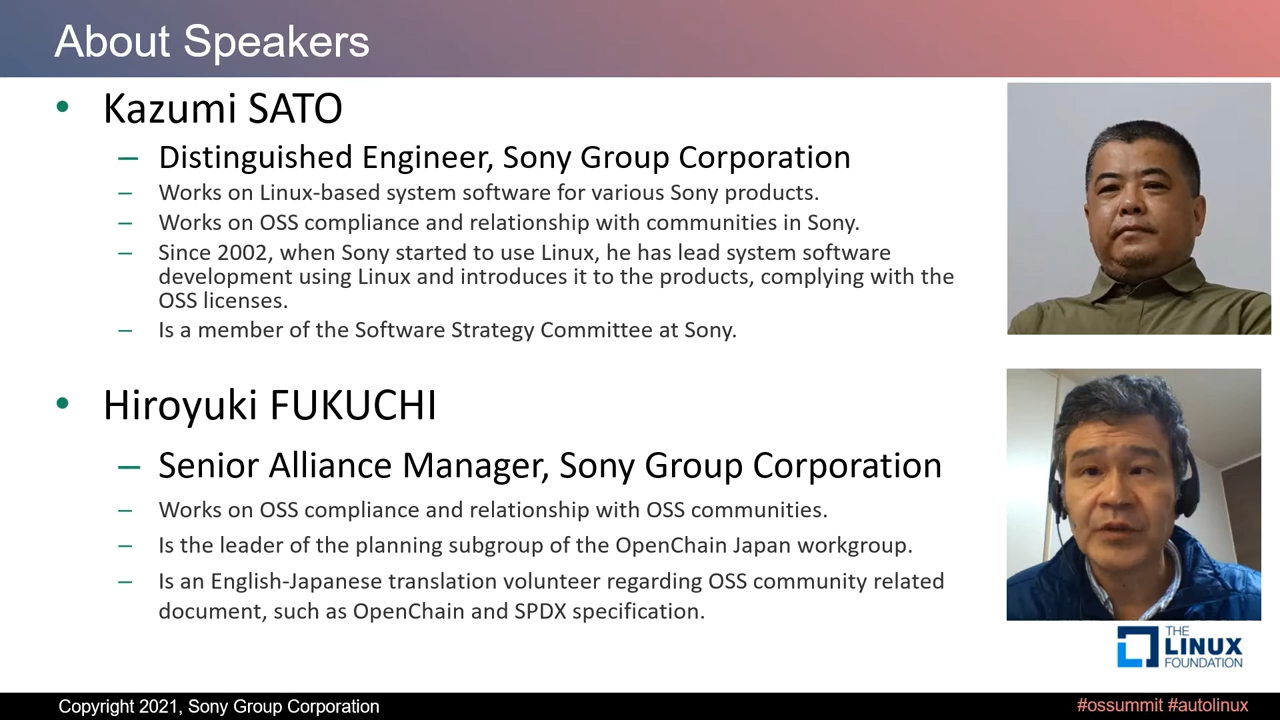 About Speakers
• Kazumi SATO
– Distinguished Engineer, Sony Group Corporation
– Works on Linux-based system software for various Sony products.
– Works on OSS compliance and relationship with communities in Sony.
– Since 2002, when Sony started to use Linux, he has lead system software
development using Linux and introduces it to the products, complying with the
OSS licenses.
– Is a member of the Software Strategy Committee at Sony.
• Hiroyuki FUKUCHI
– Senior Alliance Manager, Sony Group Corporation
– Works on OSS compliance and relationship with OSS communities.
– Is the leader of the planning subgroup of the OpenChain Japan workgroup.
– Is an English-Japanese translation volunteer regarding OSS community related
document, such as OpenChain and SPDX specification.
THE
LINUX
FOUNDATION
Copyright 2021, Sony Group Corporation
#ossummit #autolinux